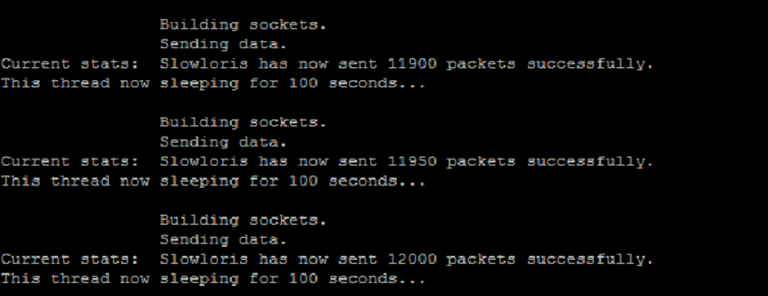 Building sockets.
Sending data.
Current stats: Slowloris has now sent 11900 packets successfully.
This thread now sleeping for 100 seconds...
Building sockets.
Sending data.
Current stats: Slowloris has now sent 11950 packets successfully.
This thread now sleeping for 100 seconds...
Building sockets.
Sending data.
Current stats: Slowloris has now sent 12000 packets successfully.
This thread now sleeping for 100 seconds...